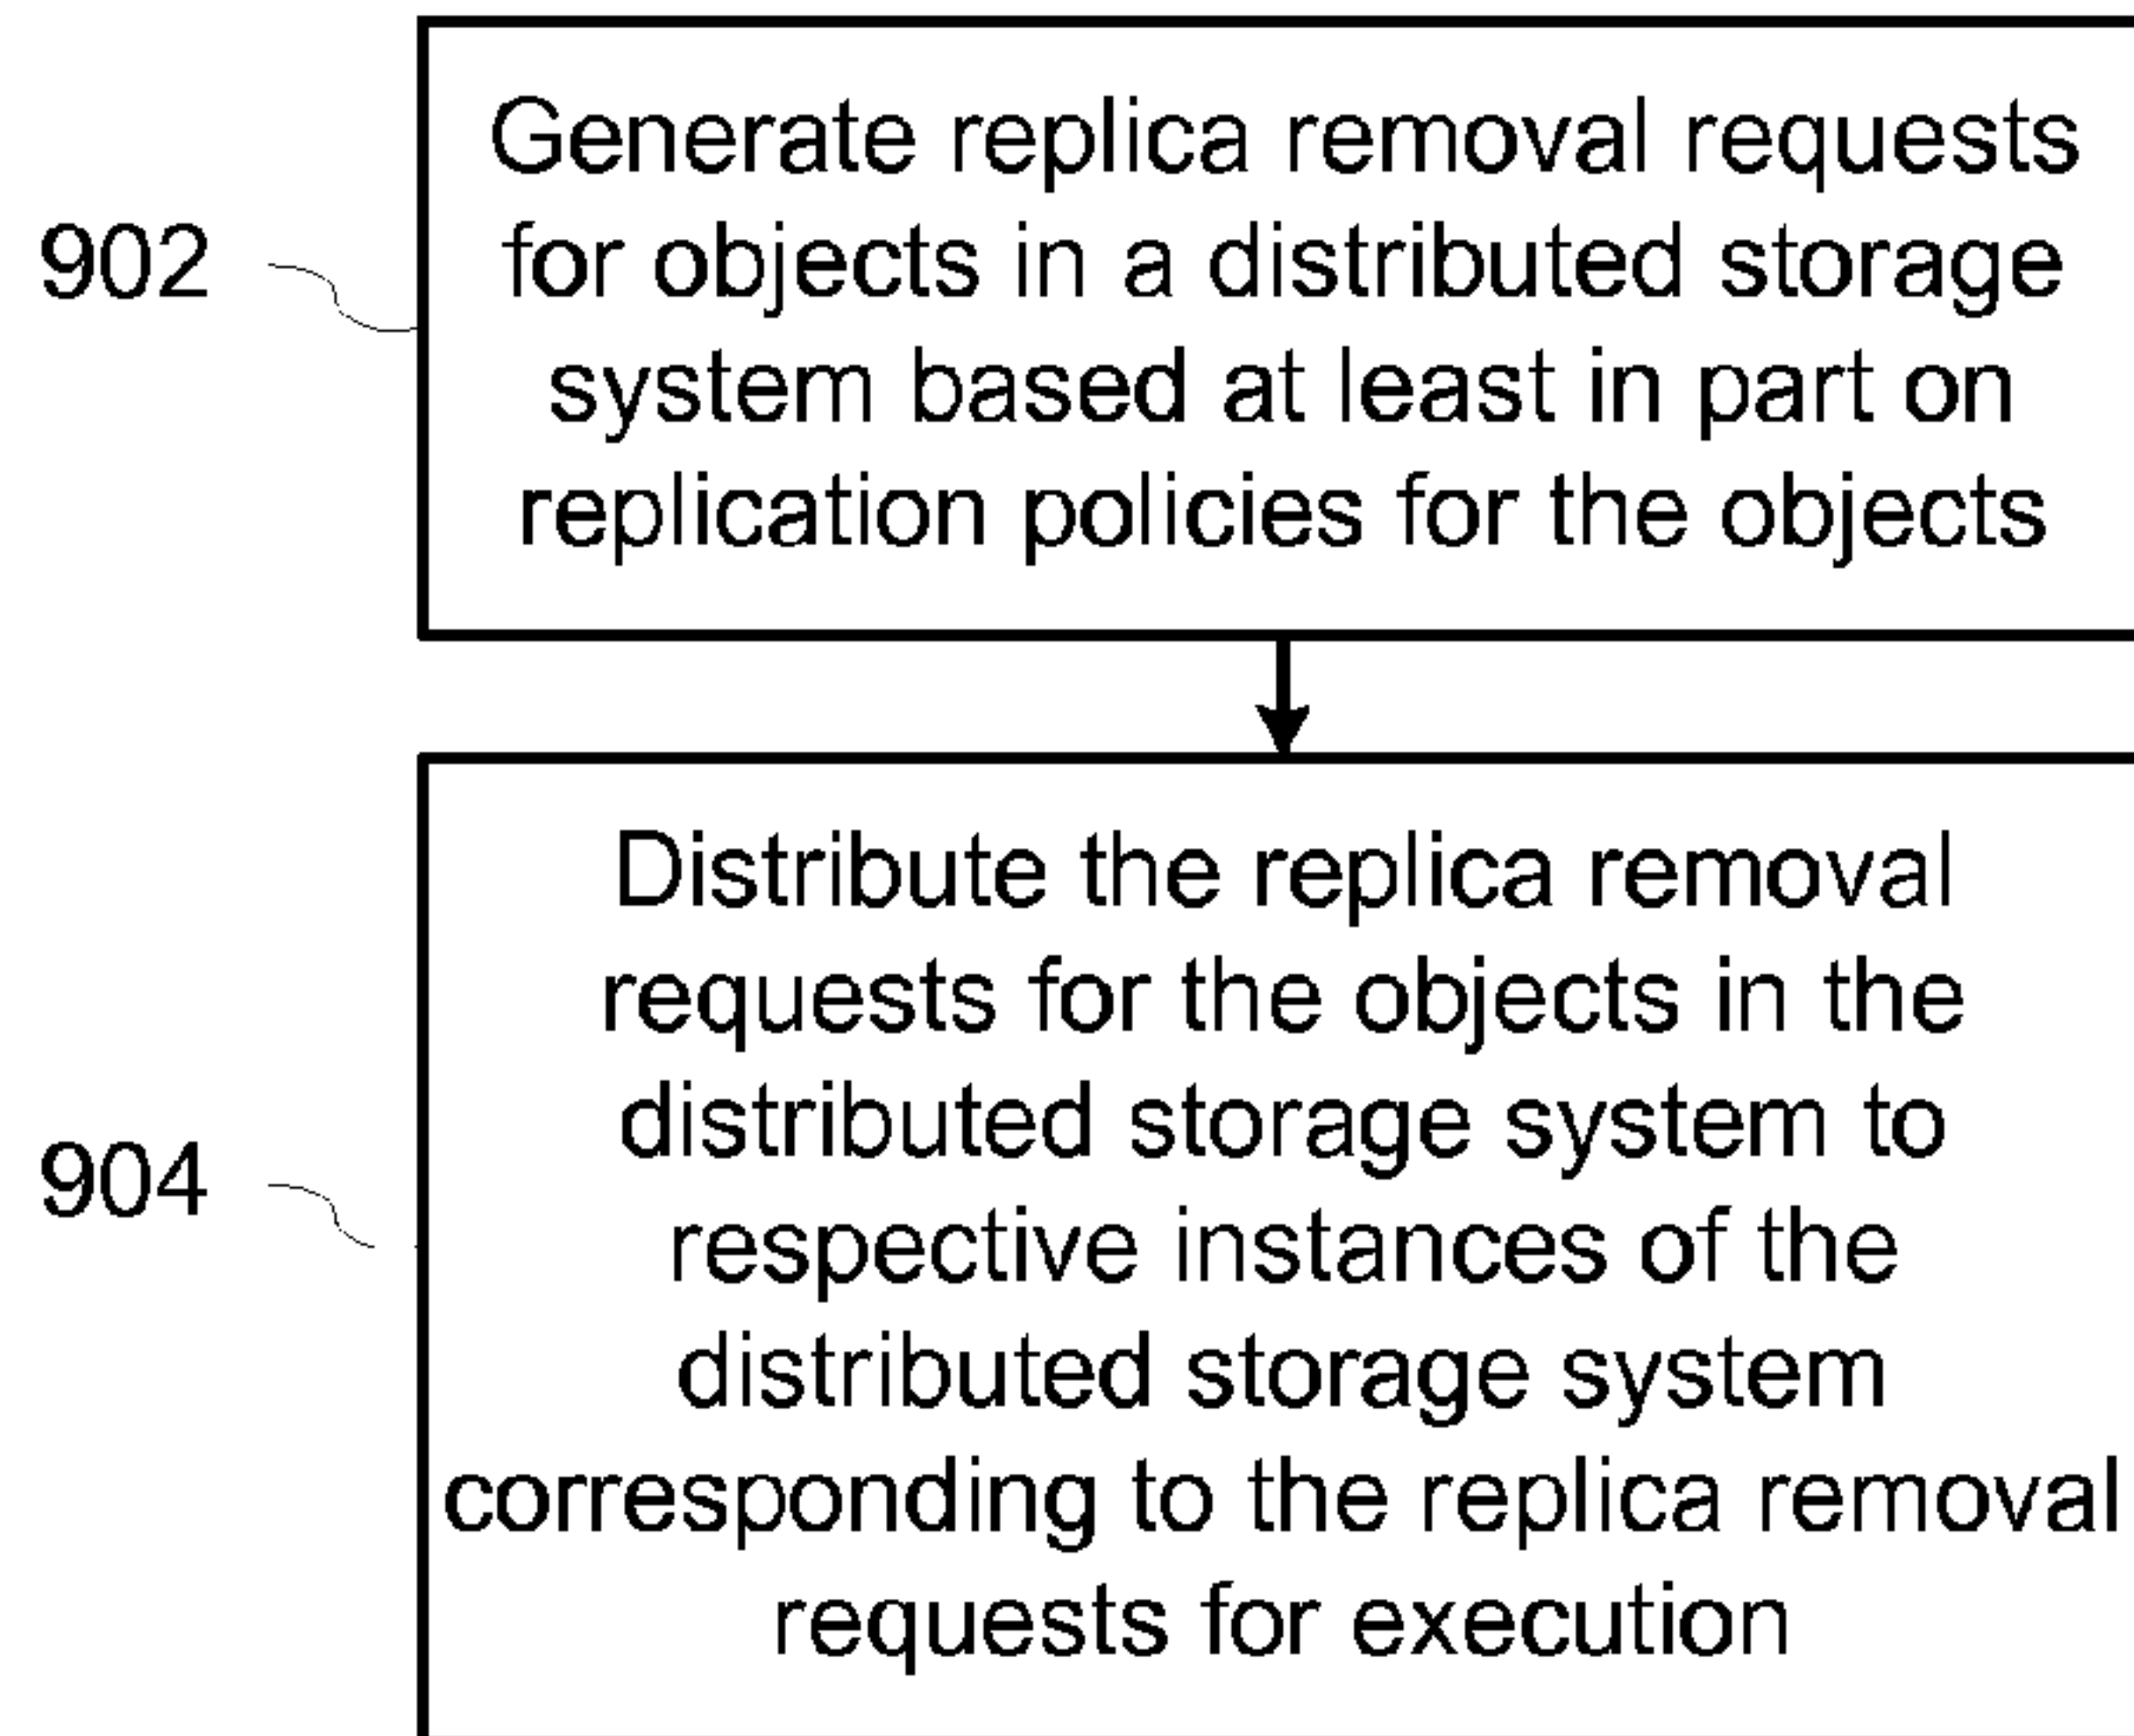 Generate replica removal requests
902
for objects in a distributed storage
system based at least in part on
replication policies for the objects
Distribute the replica removal
requests for the objects in the
distributed storage system to
904
respective instances of the
distributed storage system
corresponding to the replica removal
requests for execution